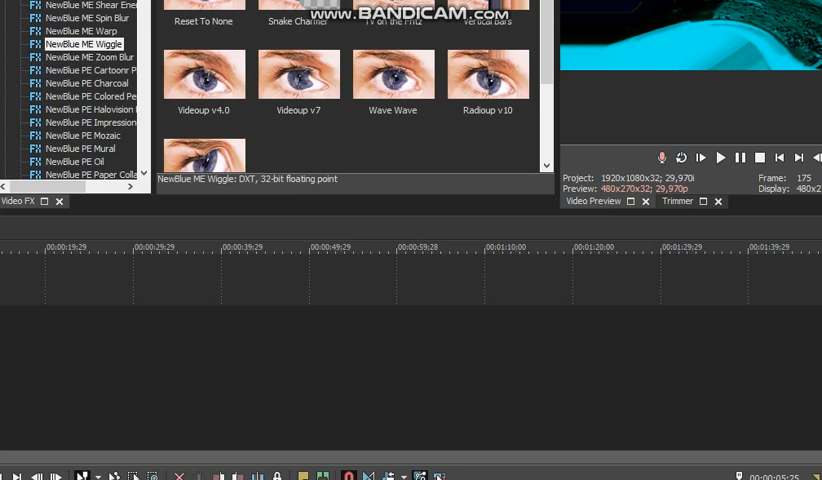 www.BANDICAM.com
NewBlue ME Shear Ener
NewBlue ME Spin Blur
NewBlue ME Warp
NewBlue ME Wiggle
NewBlue ME Zoom Blur
NewBlue PE Cartoonr P
NewBlue PE Charcoal
NewBlue PE Colored Pe
NewBlue PE Halovision
NewBlue PE Impression
NewBlue PE Mozaic
NewBlue PE Mural
NewBlue PE Oil
NewBlue PE Paper Colla
Reset To None
Snake Charmer
TV on the Fritz
Vertical Bars
Videoup v4.0
Videoup v7
Wave Wave
Radioup v10
NewBlue ME Wiggle: DXT, 32-bit floating point
Video FX
Project: 1920x1080x32; 29,970i
Frame: 175
Preview: 480x270x32; 29,970p
Display: 480x2
Video Preview
Trimmer
00:00:19:29
00:00:29:29
00:00:39:29
00:00:49:29
00:00:59:28
00:01:10:00
00:01:20:00
00:01:29:29
00:01:39:29
00:00:05:25